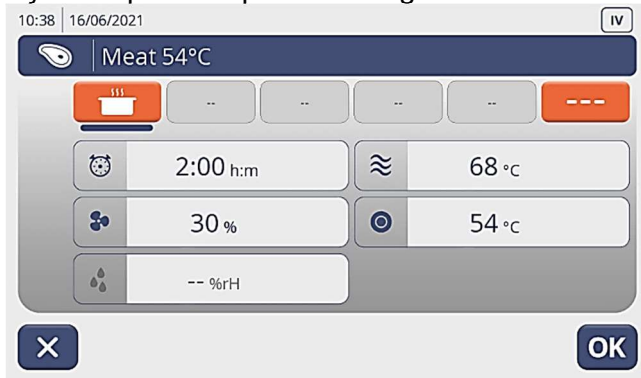 10:38 16/06/2021 IV
Meat 54°C
-- -- -- -- ---
2:00 h:m 68 °C
30 % 54 °C
-- %rH
X OK